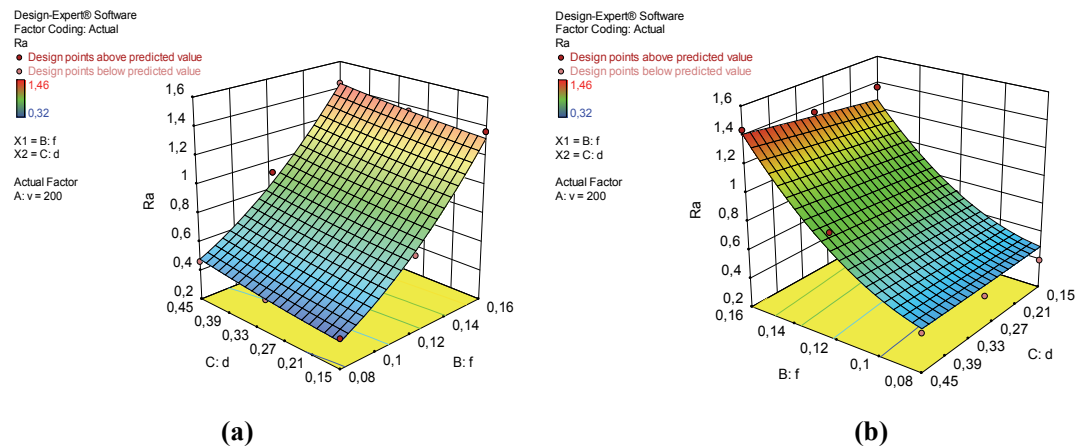 Design-Expert® Software
Factor Coding: Actual
Ra
Design points above predicted value
Design points below predicted value
1,46
0,32
X1 = B: f
X2 = C: d
Actual Factor
A: v = 200
1,6
1,4
1,2
1
0,8
0,6
0,4
0,2
Ra
0,45
0,39
0,33
0,27
0,21
0,15
C: d
0,08
0,1
0,12
0,14
0,16
B: f
(a)
Design-Expert® Software
Factor Coding: Actual
Ra
Design points above predicted value
Design points below predicted value
1,46
0,32
X1 = B: f
X2 = C: d
Actual Factor
A: v = 200
1,6
1,4
1,2
1
0,8
0,6
0,4
0,2
Ra
0,16
0,14
0,12
0,1
0,08
B: f
0,45
0,39
0,33
0,27
0,21
0,15
C: d
(b)